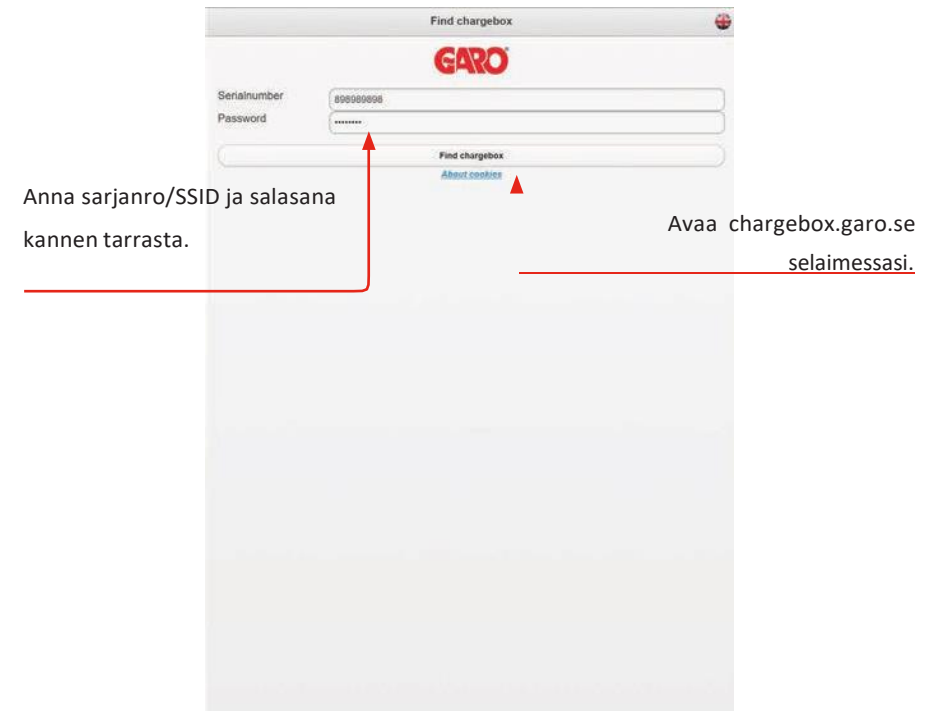 Find chargebox
GARO
Serialnumber
898989898
Password
••••••••
Find chargebox
About cookies
Anna sarjanro/SSID ja salasana
kannen tarrasta.
Avaa chargebox.garo.se
selaimessasi.